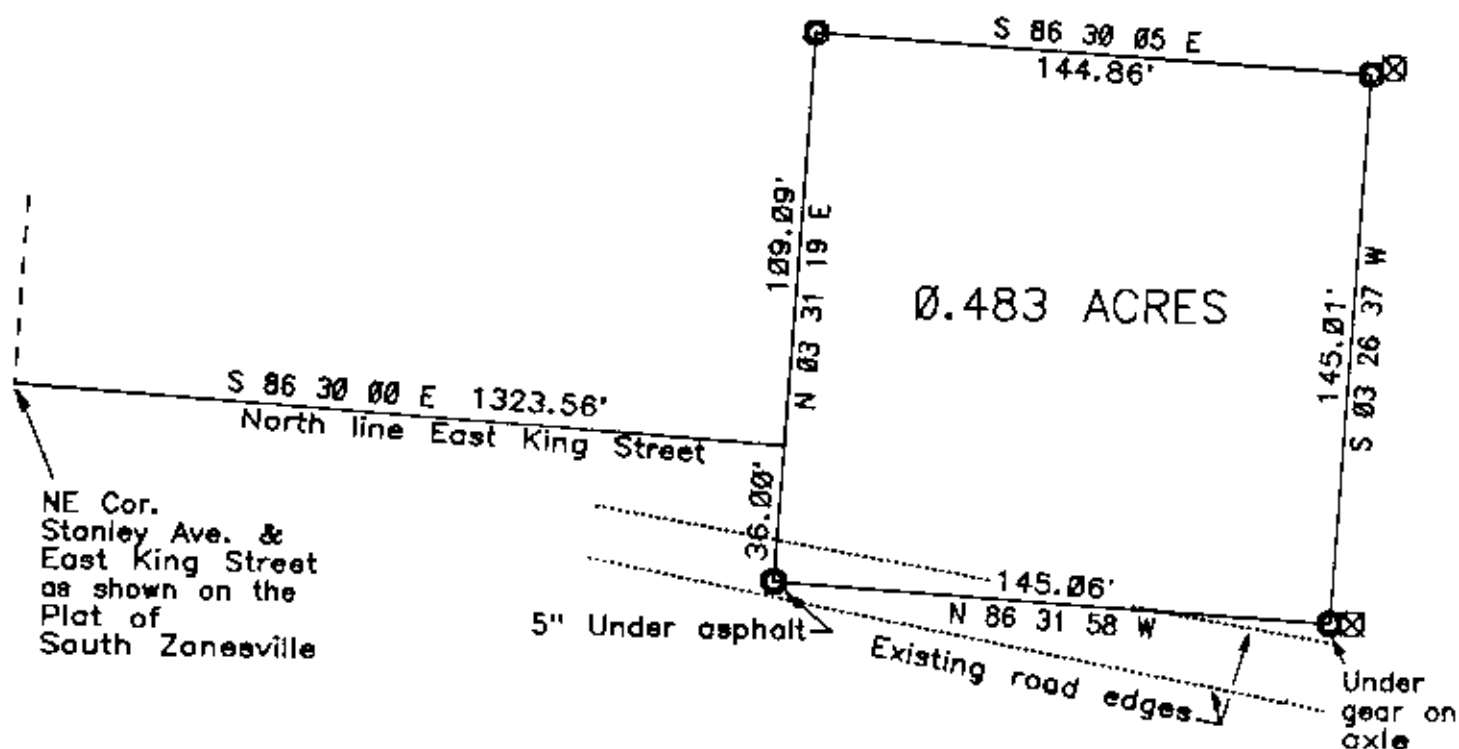 S 86 30 05 E
144.86'
109.09'
N 03 31 19 E
0.483 ACRES
145.01'
S 03 26 37 W
S 86 30 00 E 1323.56'
North line East King Street
36.00'
NE Cor.
Stanley Ave. &
East King Street
as shown on the
Plat of
South Zanesville
145.06'
N 86 31 58 W
5" Under asphalt
Existing road edges
Under
gear on
axle